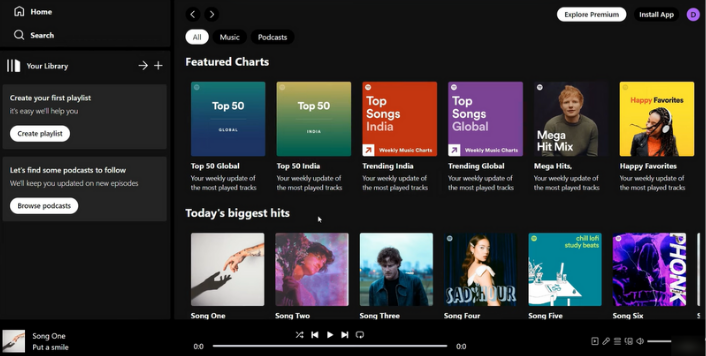 Home
Search
Your Library
Create your first playlist
it's easy we'll help you
Create playlist
Let's find some podcasts to follow
We'll keep you updated on new episodes
Browse podcasts
Explore Premium
Install App
D
All
Music
Podcasts
Featured Charts
Top 50
GLOBAL
Top 50
INDIA
Top
Songs
India
Weekly Music Charts
Top
Songs
Global
Weekly Music Charts
Mega
Hit Mix
Happy Favorites
Top 50 Global
Your weekly update of
the most played tracks
Top 50 India
Your weekly update of
the most played tracks
Trending India
Your weekly update of
the most played tracks
Trending Global
Your weekly update of
the most played tracks
Mega Hits,
Your weekly update of
the most played tracks
Happy Favorites
Your weekly update of
the most played tracks
Today's biggest hits
SADYHOUR
chill lofi
study beats
PHONK
Song One
Song Two
Song Three
Song Four
Song Five
Song Six
Song One
Put a smile
0:0
0:0